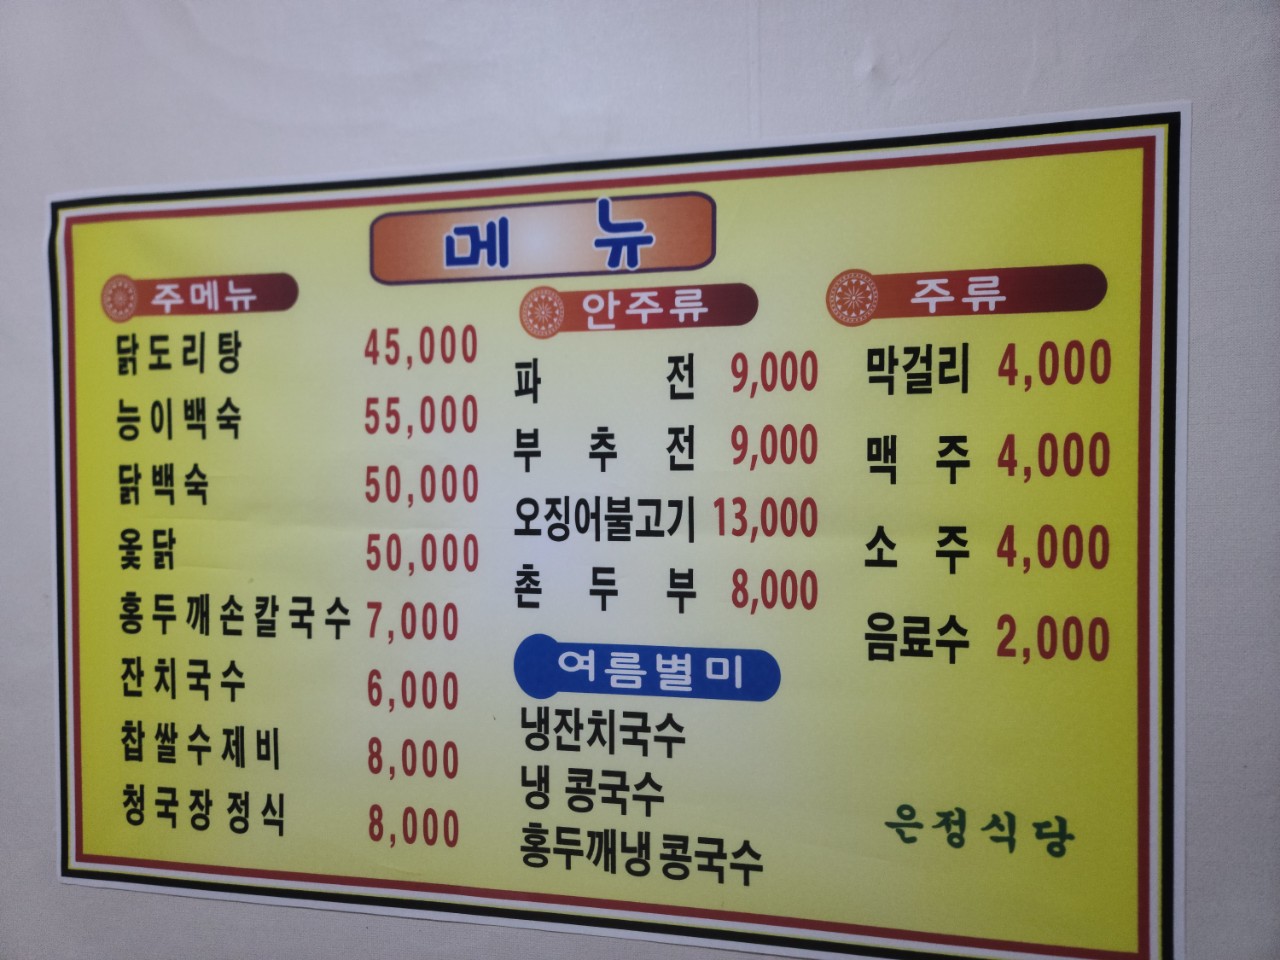 메 뉴
주메뉴
닭도리탕 45,000
능이백숙 55,000
닭백숙 50,000
옻닭 50,000
홍두깨손칼국수 7,000
잔치국수 6,000
찹쌀수제비 8,000
청국장정식 8,000
안주류
파 전 9,000
부 추 전 9,000
오징어불고기 13,000
촌 두 부 8,000
여름별미
냉잔치국수
냉 콩국수
홍두깨냉콩국수
주류
막걸리 4,000
맥 주 4,000
소 주 4,000
음료수 2,000
은정식당